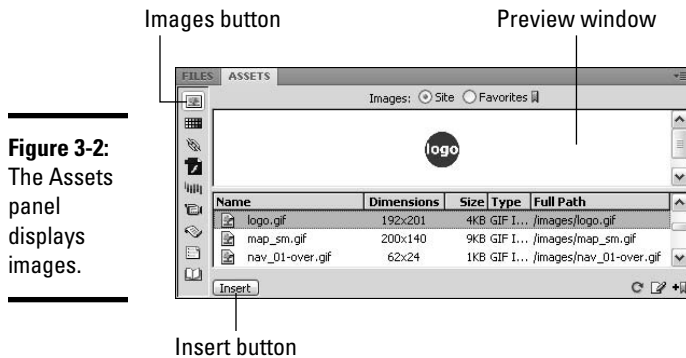 Images button
Preview window
FILES ASSETS
Images: Site Favorites
logo
Name Dimensions Size Type Full Path
logo.gif 192x201 4KB GIF I... /images/logo.gif
map_sm.gif 200x140 9KB GIF I... /images/map_sm.gif
nav_01-over.gif 62x24 1KB GIF I... /images/nav_01-over.gif
Insert
Figure 3-2:
The Assets
panel
displays
images.
Insert button